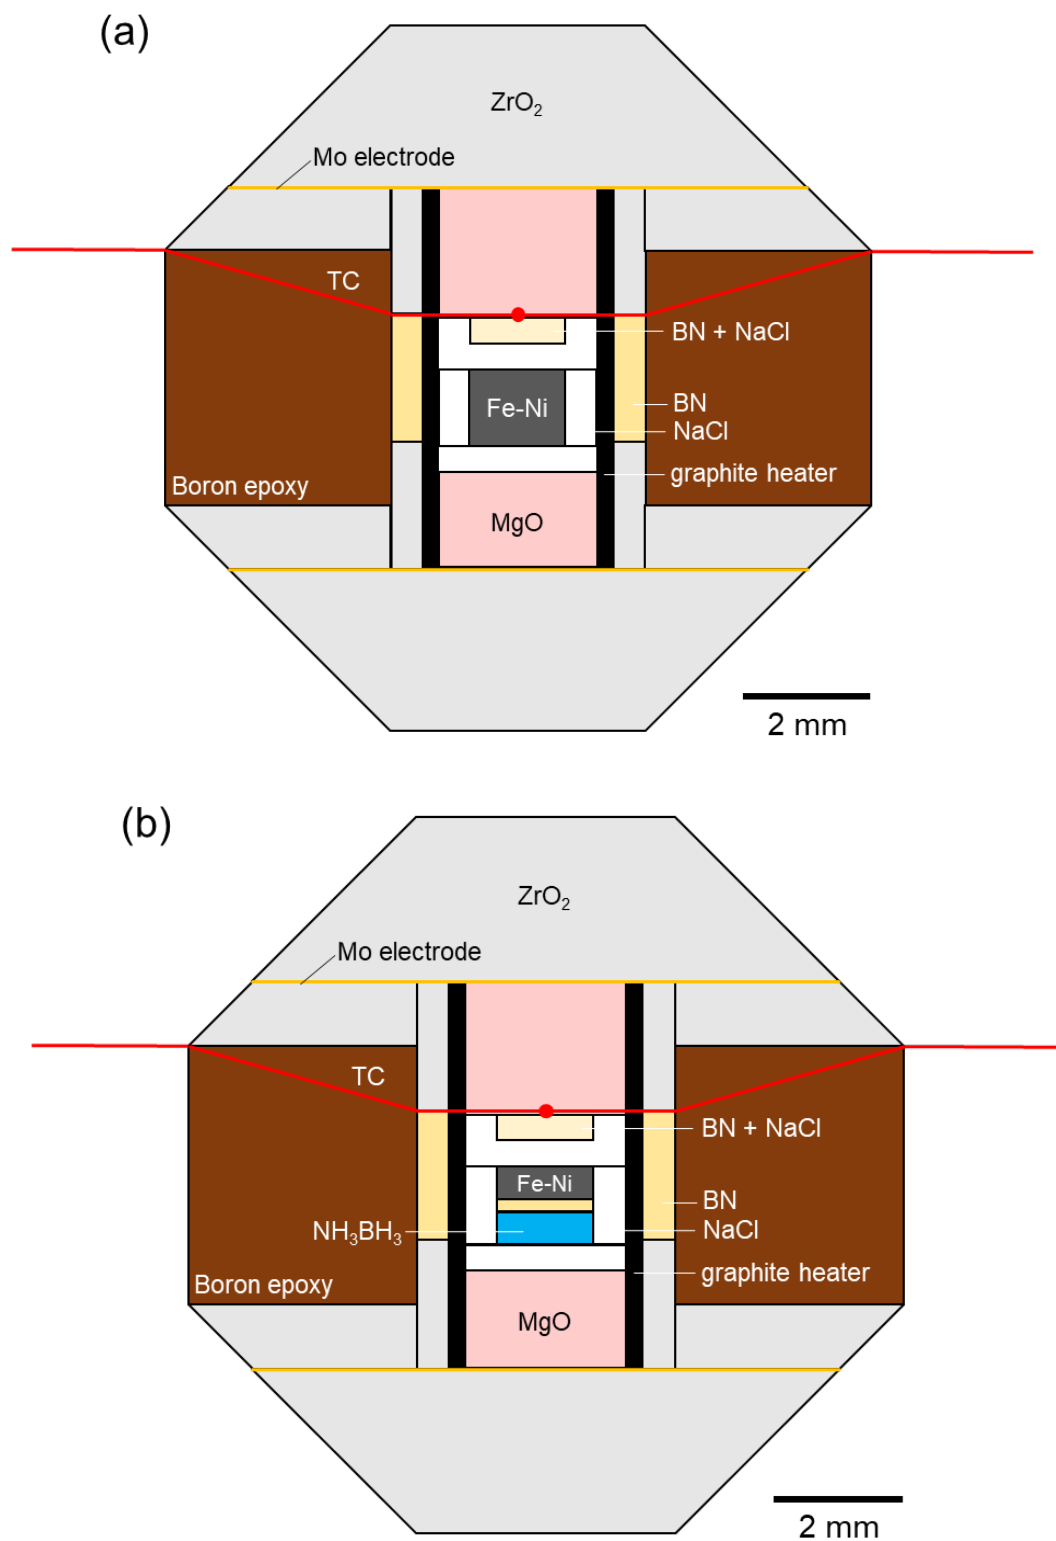 (a)
ZrO₂
Mo electrode
TC
BN + NaCl
BN
Fe-Ni
NaCl
graphite heater
Boron epoxy
MgO
2 mm
(b)
ZrO₂
Mo electrode
TC
BN + NaCl
Fe-Ni
BN
NH₃BH₃
NaCl
graphite heater
Boron epoxy
MgO
2 mm